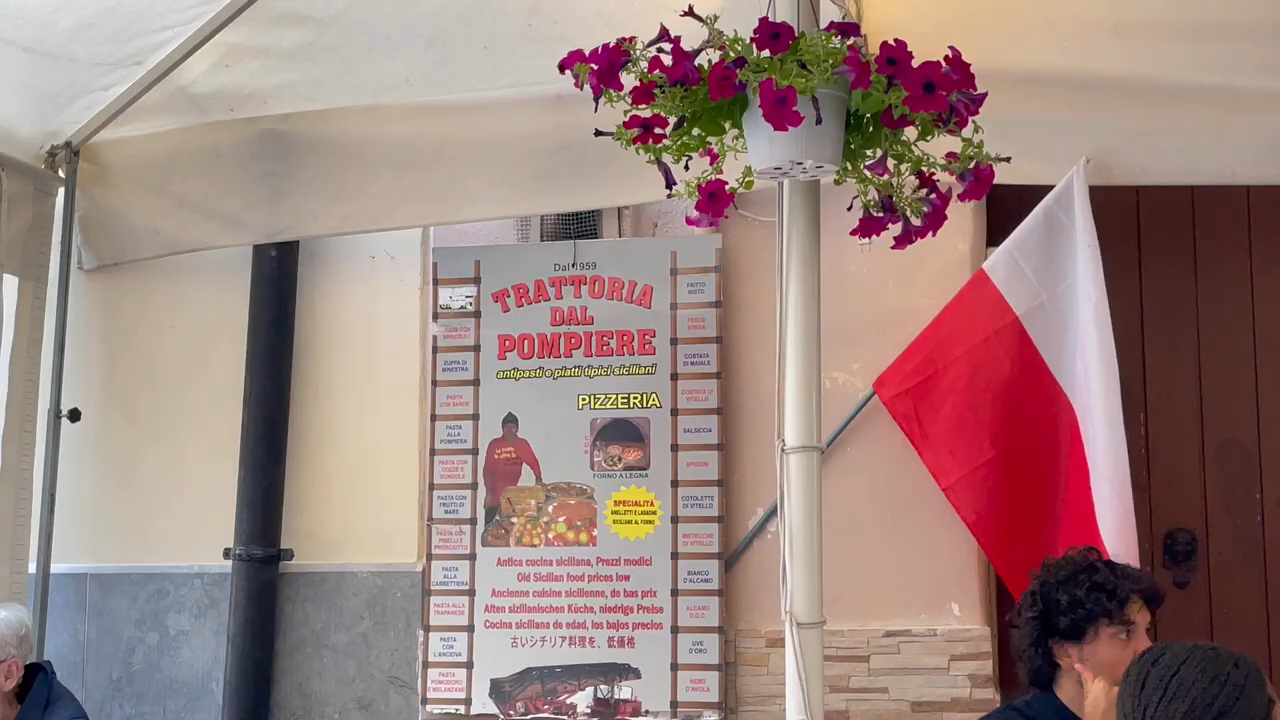 Dal 1959
TRATTORIA
DAL
POMPIERE
antipasti e piatti tipici siciliani
PIZZERIA
FORNO A LEGNA
SPECIALITÀ
ANELLETTI E LASAGNE
SICILIANE AL FORNO
Antica cucina siciliana, Prezzi modici
Old Sicilian food prices low
Ancienne cuisine sicilienne, de bas prix
Alten sizilianischen Küche, niedrige Preise
Cocina siciliana de edad, los bajos precios
古いシチリア料理を、低価格
PASTA CON
BROCCOLI
ZUPPA DI
MINESTRA
PASTA
CON SARDE
PASTA
ALLA
POMPIERA
PASTA CON
COZZE E
VONGOLE
PASTA CON
FRUTTI DI
MARE
PASTA CON
PISELLI E
PROSCIUTTO
PASTA
ALLA
CARRETTIERA
PASTA ALLA
TRAPANESE
PASTA
CON
L'ANCIOVA
PASTA
POMODORO
E MELANZANE
FRITTO
MISTO
PESCE
SPADA
COSTATA
DI MAIALE
COSTATA DI
VITELLO
SALSICCIA
SPIEDINI
COTOLETTE
DI VITELLO
BISTECCHE
DI VITELLO
BIANCO
D'ALCAMO
ALCAMO
D.O.C.
UVE
D'ORO
NERO
D'AVOLA